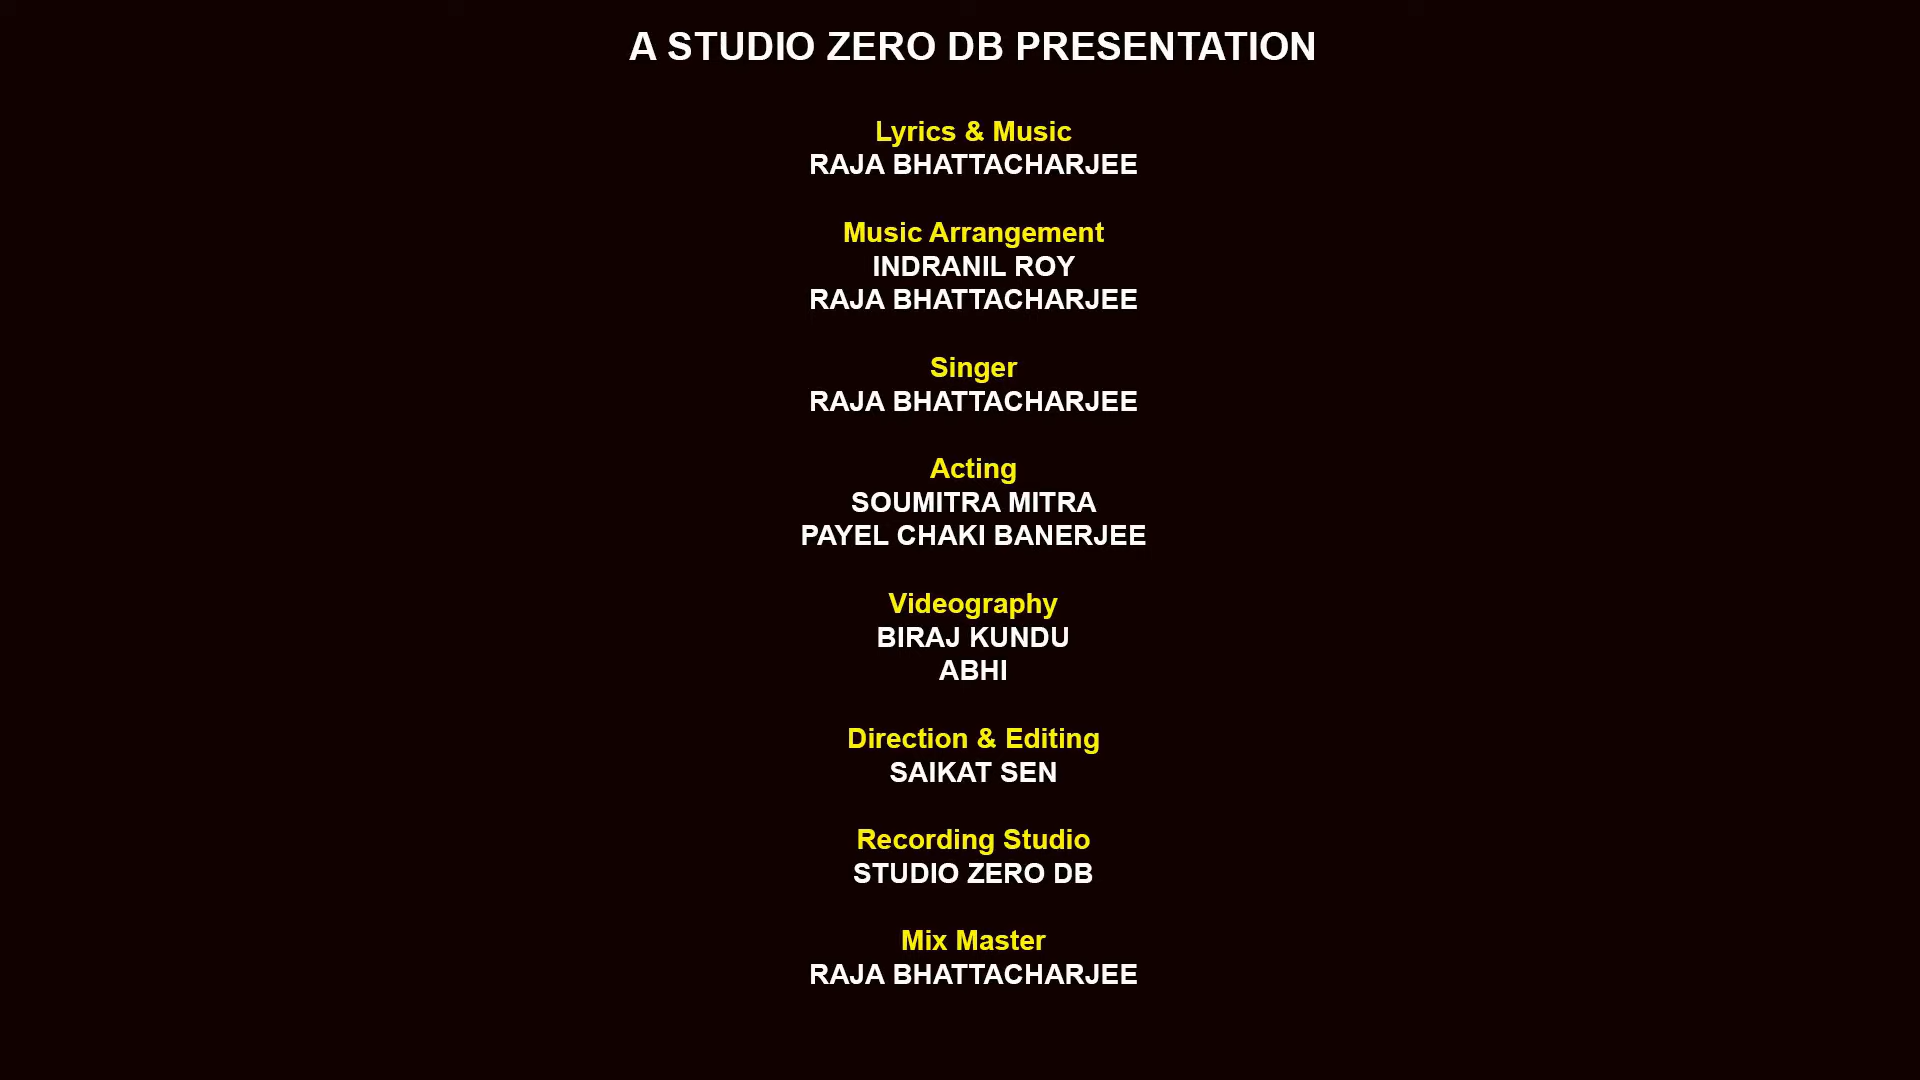 A STUDIO ZERO DB PRESENTATION
Lyrics & Music
RAJA BHATTACHARJEE
Music Arrangement
INDRANIL ROY
RAJA BHATTACHARJEE
Singer
RAJA BHATTACHARJEE
Acting
SOUMITRA MITRA
PAYEL CHAKI BANERJEE
Videography
BIRAJ KUNDU
ABHI
Direction & Editing
SAIKAT SEN
Recording Studio
STUDIO ZERO DB
Mix Master
RAJA BHATTACHARJEE